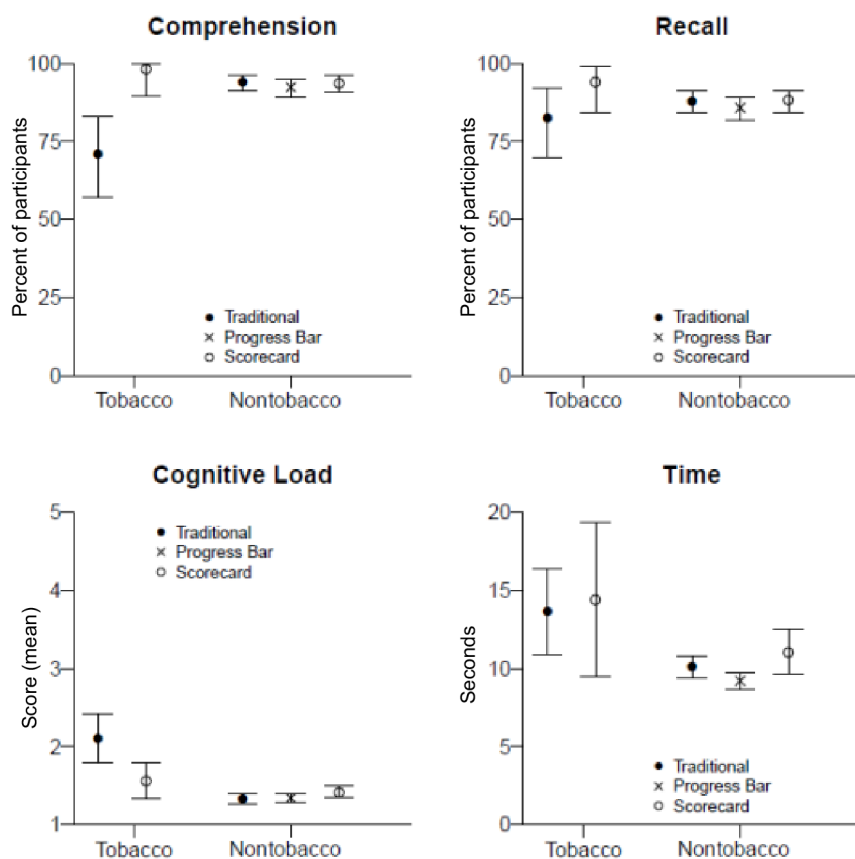 Comprehension
Percent of participants
100
75
50
25
0
Traditional
Progress Bar
Scorecard
Tobacco Nontobacco
Recall
Percent of participants
100
75
50
25
0
Traditional
Progress Bar
Scorecard
Tobacco Nontobacco
Cognitive Load
Score (mean)
5
4
3
2
1
Traditional
Progress Bar
Scorecard
Tobacco Nontobacco
Time
Seconds
20
15
10
5
0
Traditional
Progress Bar
Scorecard
Tobacco Nontobacco